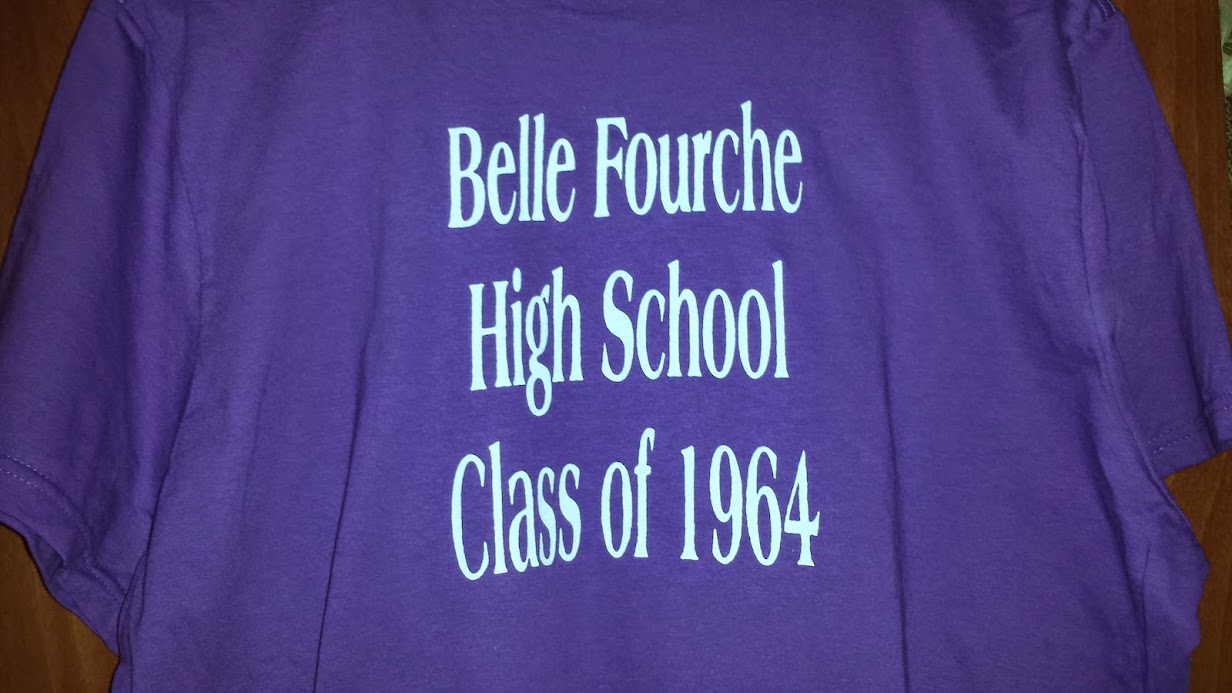 Belle Fourche
High School
Class of 1964